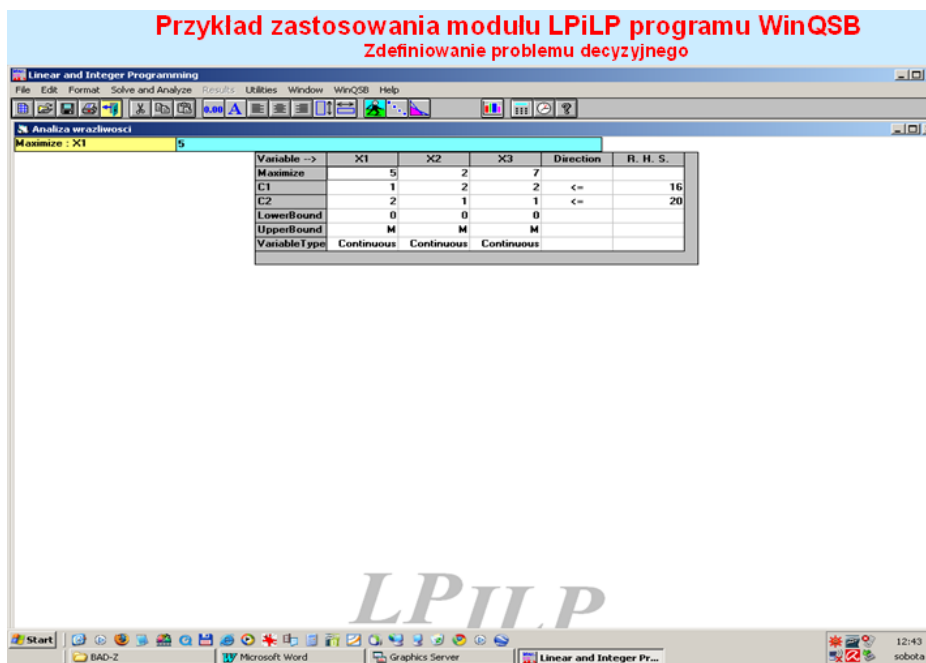 Przyklad zastosowania modulu LPiLP programu WinQSB
Zdefiniowanie problemu decyzyjnego
Linear and Integer Programming
File Edit Format Solve and Analyze Results Utilities Window WinQSB Help
0.00 A
Analiza wrazliwosci
Maximize : X1 5
Variable --> X1 X2 X3 Direction R. H. S.
Maximize 5 2 7
C1 1 2 2 <= 16
C2 2 1 1 <= 20
LowerBound 0 0 0
UpperBound M M M
VariableType Continuous Continuous Continuous
LPILP
Start 12:43
BAD-Z Microsoft Word Graphics Server Linear and Integer Pr... sobota